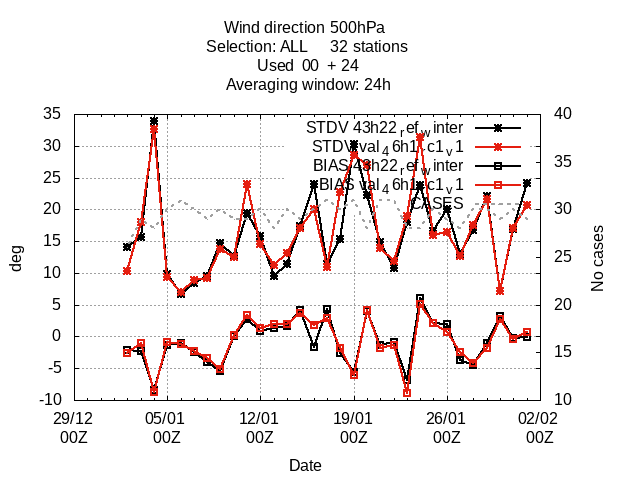 Wind direction 500hPa
Selection: ALL 32 stations
Used 00 + 24
Averaging window: 24h
35
30
25
20
15
10
5
0
-5
-10
deg
STDV 43h22_ref_winter
STDV val_46h1_c1_v1
BIAS 43h22_ref_winter
BIAS val_46h1_c1_v1
CASES
40
35
30
25
20
15
10
No cases
29/12 05/01 12/01 19/01 26/01 02/02
00Z 00Z 00Z 00Z 00Z 00Z
Date